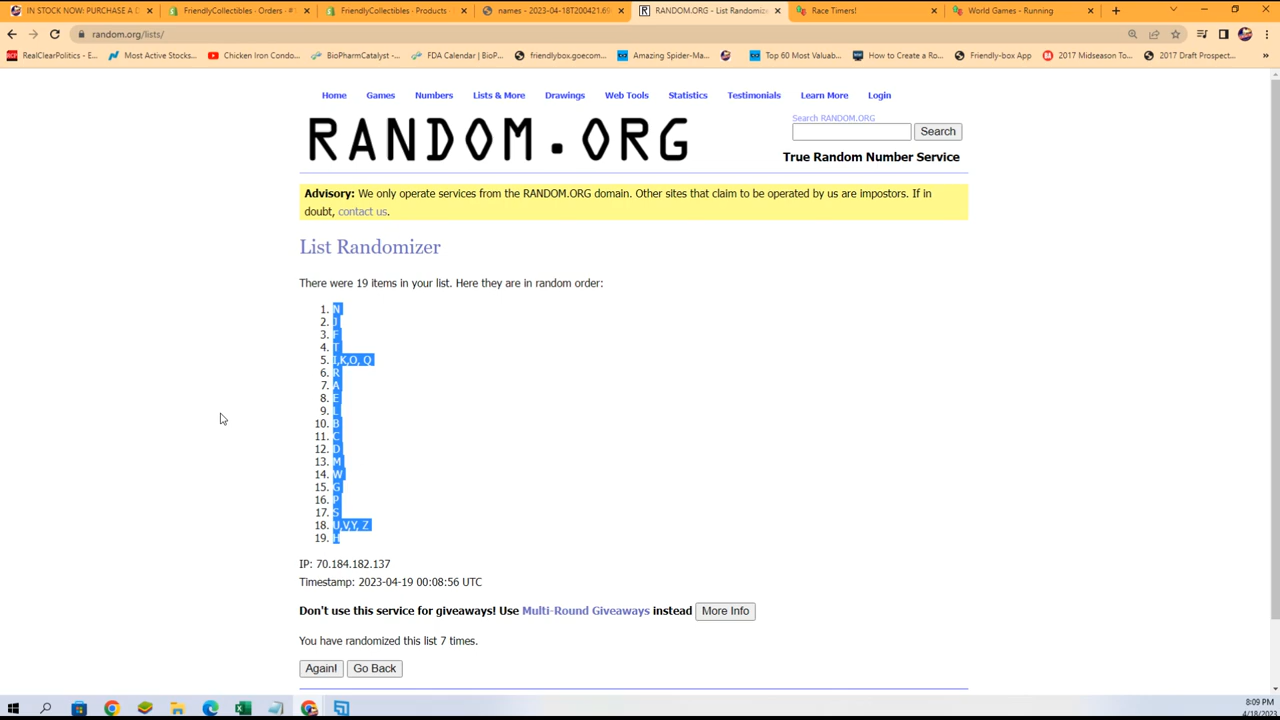 IN STOCK NOW: PURCHASE A D
FriendlyCollectibles - Orders - #1
FriendlyCollectibles - Products -
names - 2023-04-18T200421.69
RANDOM.ORG - List Randomizer
Race Timers!
World Games - Running
random.org/lists/
RealClearPolitics - E...
Most Active Stocks...
Chicken Iron Condo...
BioPharmCatalyst -...
FDA Calendar | BioP...
friendlybox.goecom...
Amazing Spider-Ma...
Top 60 Most Valuab...
How to Create a Ro...
Friendly-box App
2017 Midseason To...
2017 Draft Prospect...
Home Games Numbers Lists & More Drawings Web Tools Statistics Testimonials Learn More Login
RANDOM.ORG
Search RANDOM.ORG
Search
True Random Number Service
Advisory: We only operate services from the RANDOM.ORG domain. Other sites that claim to be operated by us are impostors. If in
doubt, contact us.
List Randomizer
There were 19 items in your list. Here they are in random order:
1. N
2. J
3. F
4. T
5. I,K,O, Q
6. R
7. A
8. E
9. L
10. B
11. C
12. D
13. M
14. W
15. G
16. P
17. S
18. U,V,Y, Z
19. H
IP: 70.184.182.137
Timestamp: 2023-04-19 00:08:56 UTC
Don't use this service for giveaways! Use Multi-Round Giveaways instead More Info
You have randomized this list 7 times.
Again! Go Back
8:09 PM
4/18/2023